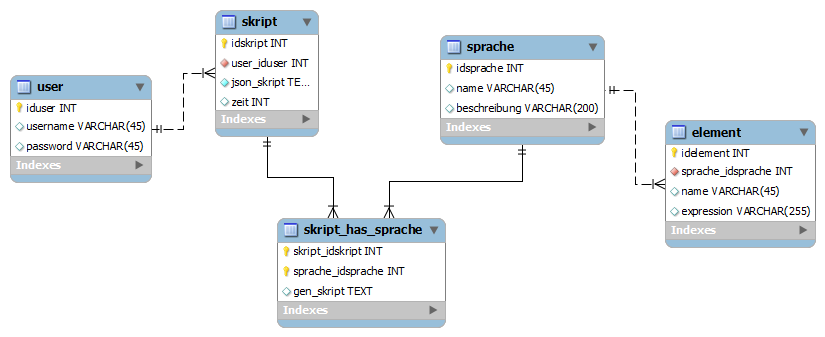 user
iduser INT
username VARCHAR(45)
password VARCHAR(45)
Indexes
skript
idskript INT
user_iduser INT
json_skript TE...
zeit INT
Indexes
sprache
idsprache INT
name VARCHAR(45)
beschreibung VARCHAR(200)
Indexes
element
idelement INT
sprache_idsprache INT
name VARCHAR(45)
expression VARCHAR(255)
Indexes
skript_has_sprache
skript_idskript INT
sprache_idsprache INT
gen_skript TEXT
Indexes